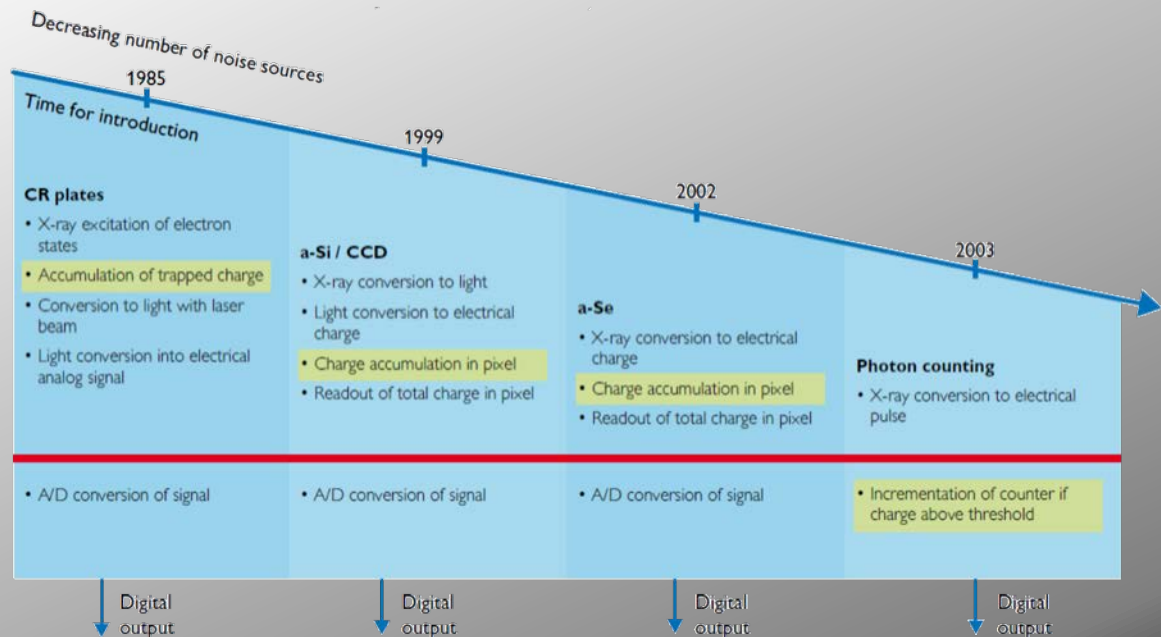 Decreasing number of noise sources
1985
1999
2002
2003
Time for introduction
CR plates
• X-ray excitation of electron
states
• Accumulation of trapped charge
• Conversion to light with laser
beam
• Light conversion into electrical
analog signal
• A/D conversion of signal
Digital
output
a-Si / CCD
• X-ray conversion to light
• Light conversion to electrical
charge
• Charge accumulation in pixel
• Readout of total charge in pixel
• A/D conversion of signal
Digital
output
a-Se
• X-ray conversion to electrical
charge
• Charge accumulation in pixel
• Readout of total charge in pixel
• A/D conversion of signal
Digital
output
Photon counting
• X-ray conversion to electrical
pulse
• Incrementation of counter if
charge above threshold
Digital
output